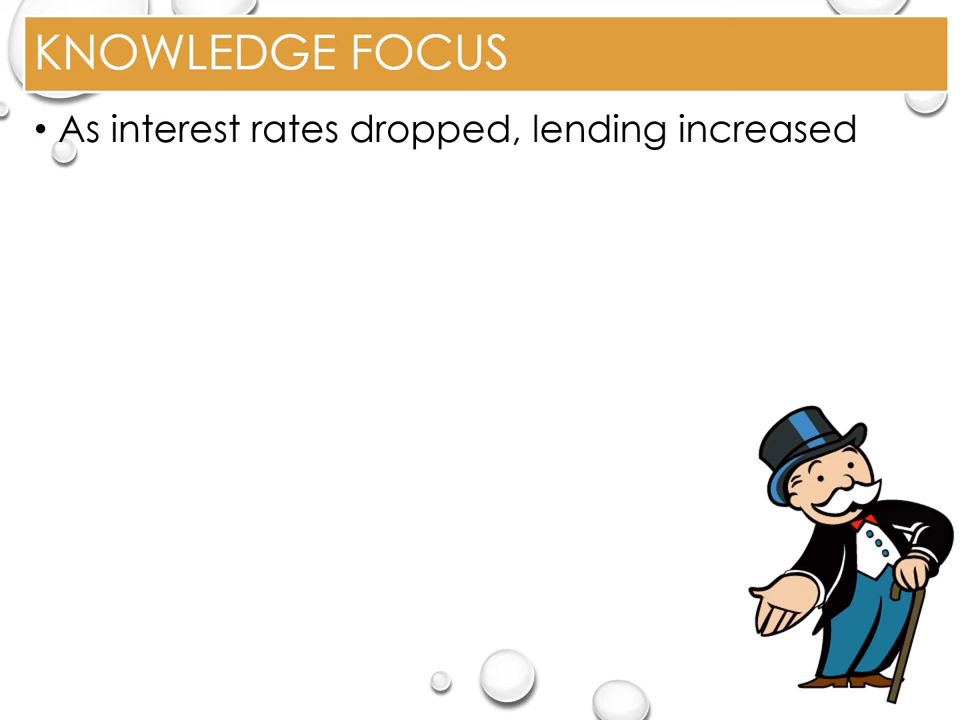 KNOWLEDGE FOCUS
• As interest rates dropped, lending increased